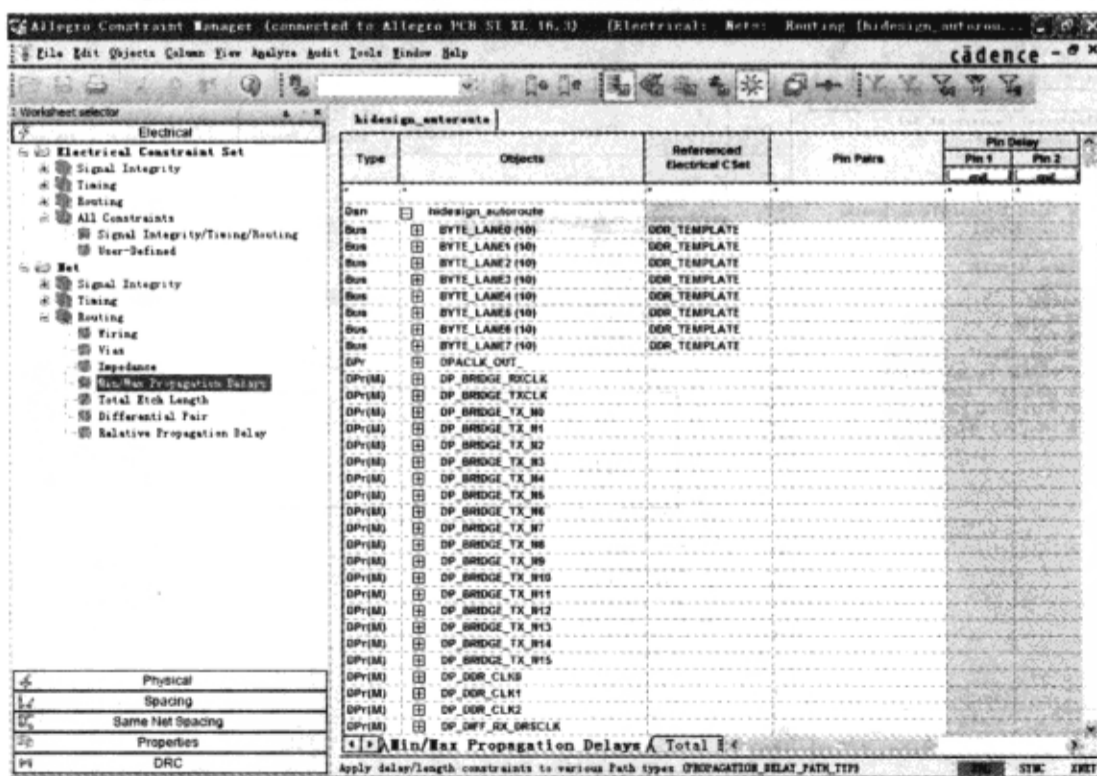 Allegro Constraint Manager (connected to Allegro PCB SI XL 16.3) [Electrical: Nets: Routing [hidesign_autorou...
File Edit Objects Column View Analyze Audit Tools Window Help
cādence
Worksheet selector
Electrical
Electrical Constraint Set
Signal Integrity
Timing
Routing
All Constraints
Signal Integrity/Timing/Routing
User-Defined
Net
Signal Integrity
Timing
Routing
Wiring
Vias
Impedance
Min/Max Propagation Delays
Total Etch Length
Differential Pair
Relative Propagation Delay
Physical
Spacing
Same Net Spacing
Properties
DRC
hidesign_autoroute
Type Objects Referenced Electrical CSet Pin Pairs Pin Delay
Pin 1 Pin 2
mil mil
* * * * * *
Dsn hidesign_autoroute
Bus BYTE_LANE0 (10) DDR_TEMPLATE
Bus BYTE_LANE1 (10) DDR_TEMPLATE
Bus BYTE_LANE2 (10) DDR_TEMPLATE
Bus BYTE_LANE3 (10) DDR_TEMPLATE
Bus BYTE_LANE4 (10) DDR_TEMPLATE
Bus BYTE_LANE5 (10) DDR_TEMPLATE
Bus BYTE_LANE6 (10) DDR_TEMPLATE
Bus BYTE_LANE7 (10) DDR_TEMPLATE
DPr DPACLK_OUT_
DPr(M) DP_BRIDGE_RXCLK
DPr(M) DP_BRIDGE_TXCLK
DPr(M) DP_BRIDGE_TX_N0
DPr(M) DP_BRIDGE_TX_N1
DPr(M) DP_BRIDGE_TX_N2
DPr(M) DP_BRIDGE_TX_N3
DPr(M) DP_BRIDGE_TX_N4
DPr(M) DP_BRIDGE_TX_N5
DPr(M) DP_BRIDGE_TX_N6
DPr(M) DP_BRIDGE_TX_N7
DPr(M) DP_BRIDGE_TX_N8
DPr(M) DP_BRIDGE_TX_N9
DPr(M) DP_BRIDGE_TX_N10
DPr(M) DP_BRIDGE_TX_N11
DPr(M) DP_BRIDGE_TX_N12
DPr(M) DP_BRIDGE_TX_N13
DPr(M) DP_BRIDGE_TX_N14
DPr(M) DP_BRIDGE_TX_N15
DPr(M) DP_DDR_CLK0
DPr(M) DP_DDR_CLK1
DPr(M) DP_DDR_CLK2
DPr(M) DP_DIFF_RX_DRSCLK
Min/Max Propagation Delays Total E
Apply delay/length constraints to various Path types (PROPAGATION_DELAY_PATH_TYP) SYNC XNET